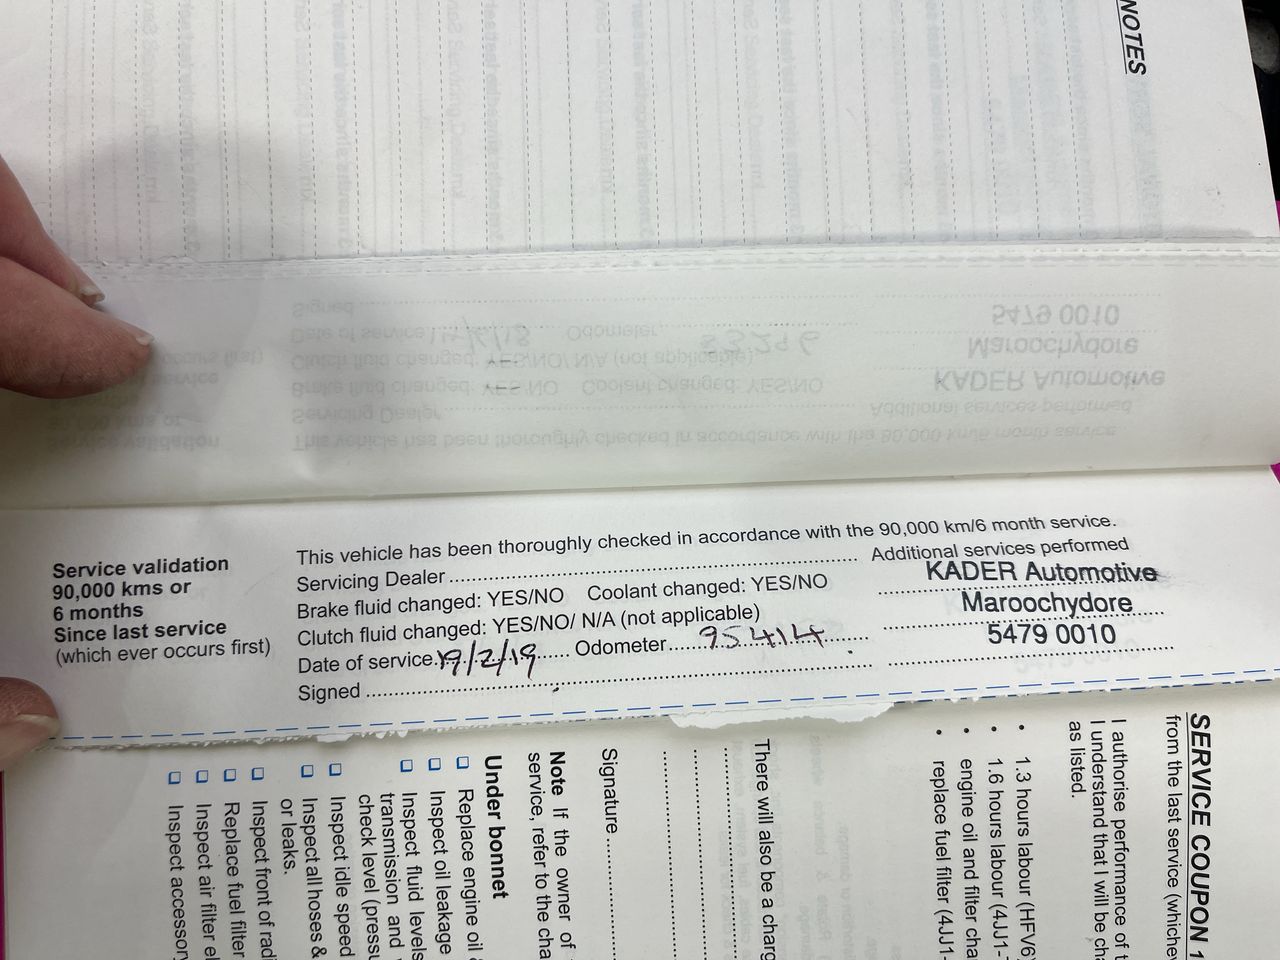 NOTES
Service validation
90,000 kms or
6 months
Since last service
(which ever occurs first)
This vehicle has been thoroughly checked in accordance with the 90,000 km/6 month service.
Servicing Dealer ........ Additional services performed
Brake fluid changed: YES/NO Coolant changed: YES/NO
Clutch fluid changed: YES/NO/ N/A (not applicable)
Date of service 19/2/19 ...... Odometer ...... 95414 ........
Signed ........
KADER Automotive
Maroochydore
5479 0010
SERVICE COUPON 1
from the last service (whiche
I authorise performance of t
I understand that I will be cha
as listed.
• 1.3 hours labour (HFV6)
• 1.6 hours labour (4JJ1-
• engine oil and filter cha
• replace fuel filter (4JJ1-
There will also be a charg
Signature ........
Note If the owner of
service, refer to the cha
Under bonnet
Replace engine oil &
Inspect oil leakage
Inspect fluid levels
transmission and
check level (pressu
Inspect idle speed
Inspect all hoses &
or leaks.
Inspect front of radi
Replace fuel filter
Inspect air filter el
Inspect accessory